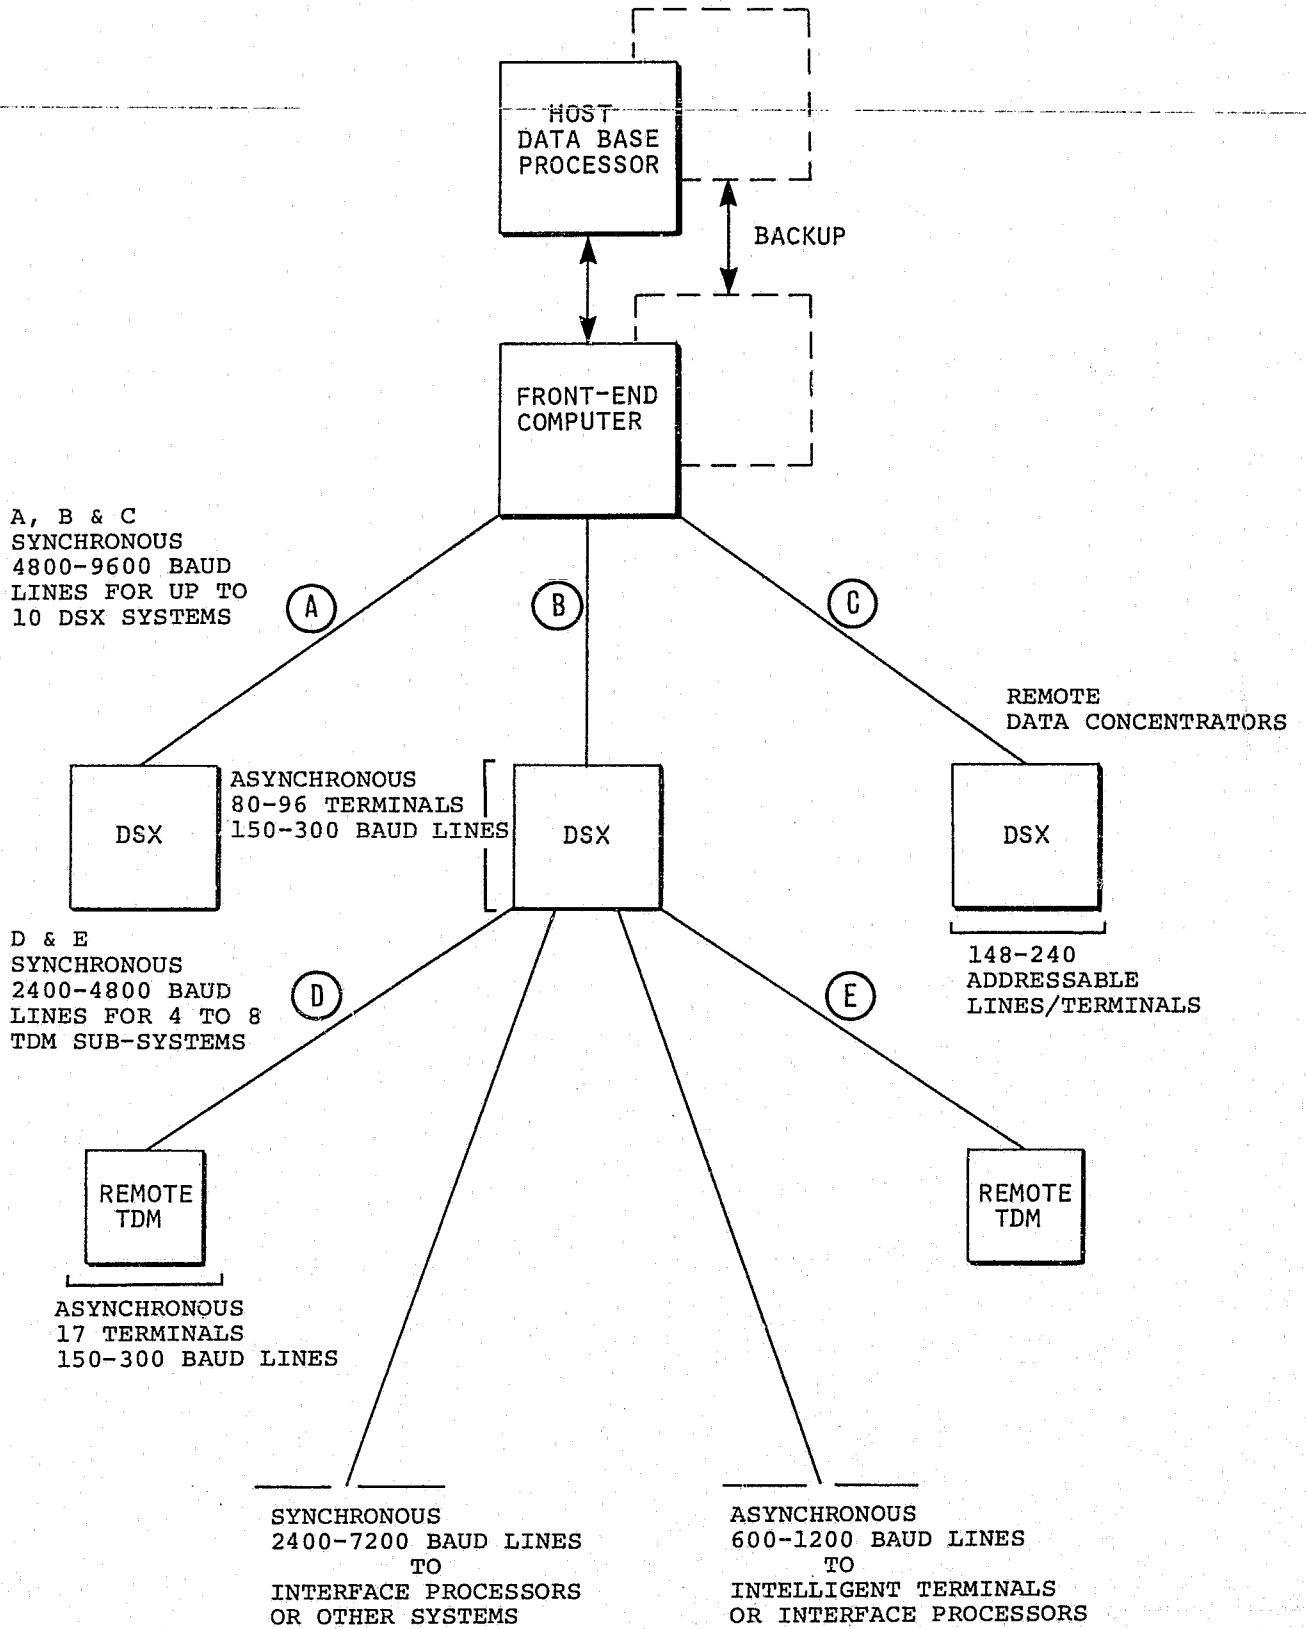 HOST
DATA BASE
PROCESSOR
BACKUP
FRONT-END
COMPUTER
A, B & C
SYNCHRONOUS
4800-9600 BAUD
LINES FOR UP TO
10 DSX SYSTEMS
A
B
C
REMOTE
DATA CONCENTRATORS
DSX
ASYNCHRONOUS
80-96 TERMINALS
150-300 BAUD LINES
DSX
DSX
D & E
SYNCHRONOUS
2400-4800 BAUD
LINES FOR 4 TO 8
TDM SUB-SYSTEMS
D
E
148-240
ADDRESSABLE
LINES/TERMINALS
REMOTE
TDM
REMOTE
TDM
ASYNCHRONOUS
17 TERMINALS
150-300 BAUD LINES
SYNCHRONOUS
2400-7200 BAUD LINES
TO
INTERFACE PROCESSORS
OR OTHER SYSTEMS
ASYNCHRONOUS
600-1200 BAUD LINES
TO
INTELLIGENT TERMINALS
OR INTERFACE PROCESSORS